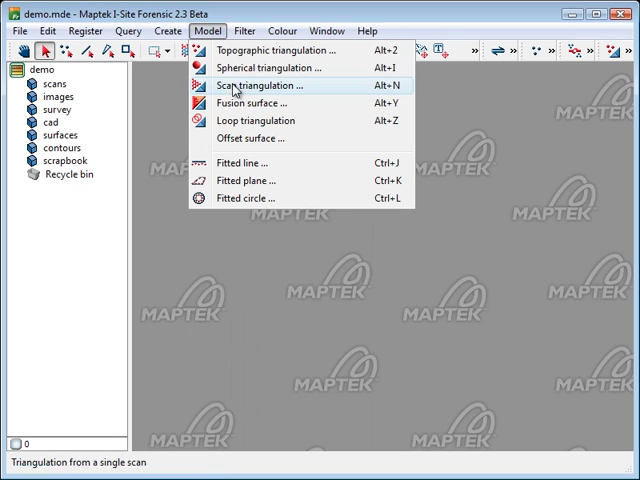 demo.mde - Maptek I-Site Forensic 2.3 Beta
File Edit Register Query Create Model Filter Colour Window Help
demo
scans
images
survey
cad
surfaces
contours
scrapbook
Recycle bin
Topographic triangulation ... Alt+2
Spherical triangulation ... Alt+I
Scan triangulation ... Alt+N
Fusion surface ... Alt+Y
Loop triangulation Alt+Z
Offset surface ...
Fitted line ... Ctrl+J
Fitted plane ... Ctrl+K
Fitted circle ... Ctrl+L
MAPTEK
MAPTEK
MAPTEK
MAPTEK
MAPTEK
MAPTEK
MAPTEK
MAPTEK
MAPTEK
MAPTEK
MAPTEK
MAPTEK
0
Triangulation from a single scan